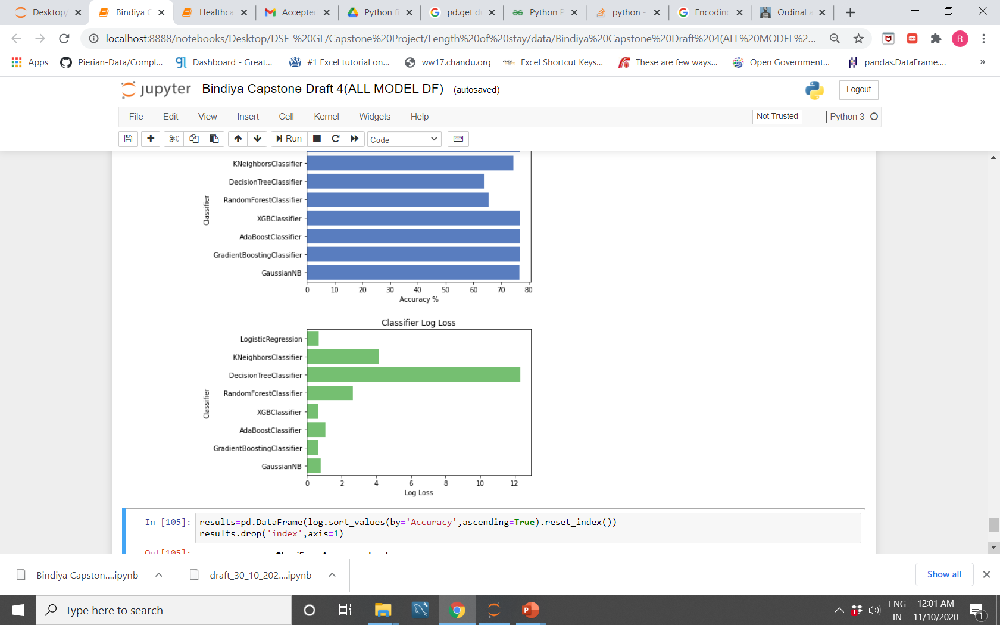 Desktop/
Bindiya C
Healthca
Accepted
Python fi
pd.get du
Python P
python -
Encoding
Ordinal a
localhost:8888/notebooks/Desktop/DSE-%20GL/Capstone%20Project/Length%20of%20stay/data/Bindiya%20Capstone%20Draft%204(ALL%20MODEL%2...
R
Apps
Pierian-Data/Compl...
Dashboard - Great...
#1 Excel tutorial on...
ww17.chandu.org
Excel Shortcut Keys...
These are few ways...
Open Government...
pandas.DataFrame....
»
jupyter Bindiya Capstone Draft 4(ALL MODEL DF) (autosaved)
Logout
File Edit View Insert Cell Kernel Widgets Help
Not Trusted
Python 3
Run
Code
KNeighborsClassifier
DecisionTreeClassifier
RandomForestClassifier
XGBClassifier
AdaBoostClassifier
GradientBoostingClassifier
GaussianNB
Classifier
0 10 20 30 40 50 60 70 80
Accuracy %
Classifier Log Loss
LogisticRegression
KNeighborsClassifier
DecisionTreeClassifier
RandomForestClassifier
XGBClassifier
AdaBoostClassifier
GradientBoostingClassifier
GaussianNB
Classifier
0 2 4 6 8 10 12
Log Loss
In [105]: results=pd.DataFrame(log.sort_values(by='Accuracy',ascending=True).reset_index())
results.drop('index',axis=1)
Out[105]:
Classifier Accuracy Log Loss
Bindiya Capston....ipynb
draft_30_10_202....ipynb
Show all
Type here to search
P
1
ENG
IN
12:01 AM
11/10/2020
1